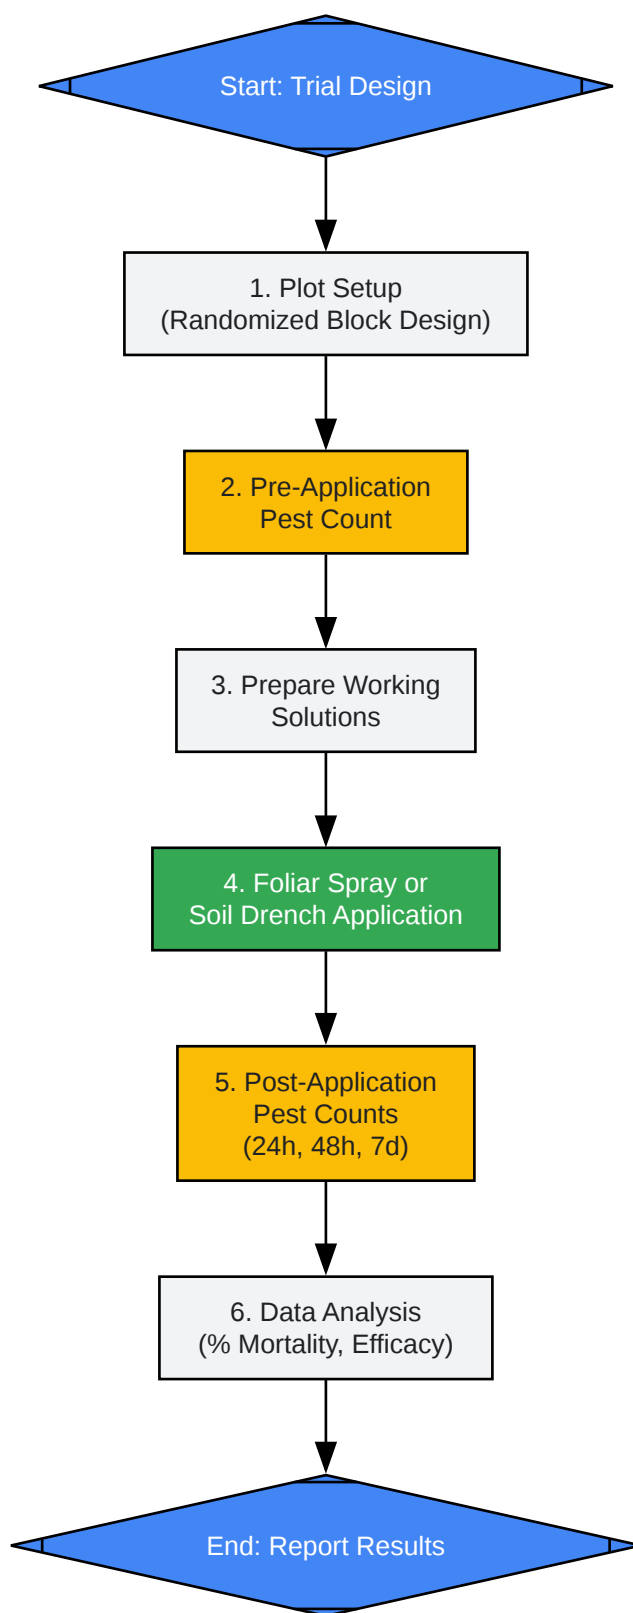 Start: Trial Design
1. Plot Setup
(Randomized Block Design)
2. Pre-Application
Pest Count
3. Prepare Working
Solutions
4. Foliar Spray or
Soil Drench Application
5. Post-Application
Pest Counts
(24h, 48h, 7d)
6. Data Analysis
(% Mortality, Efficacy)
End: Report Results